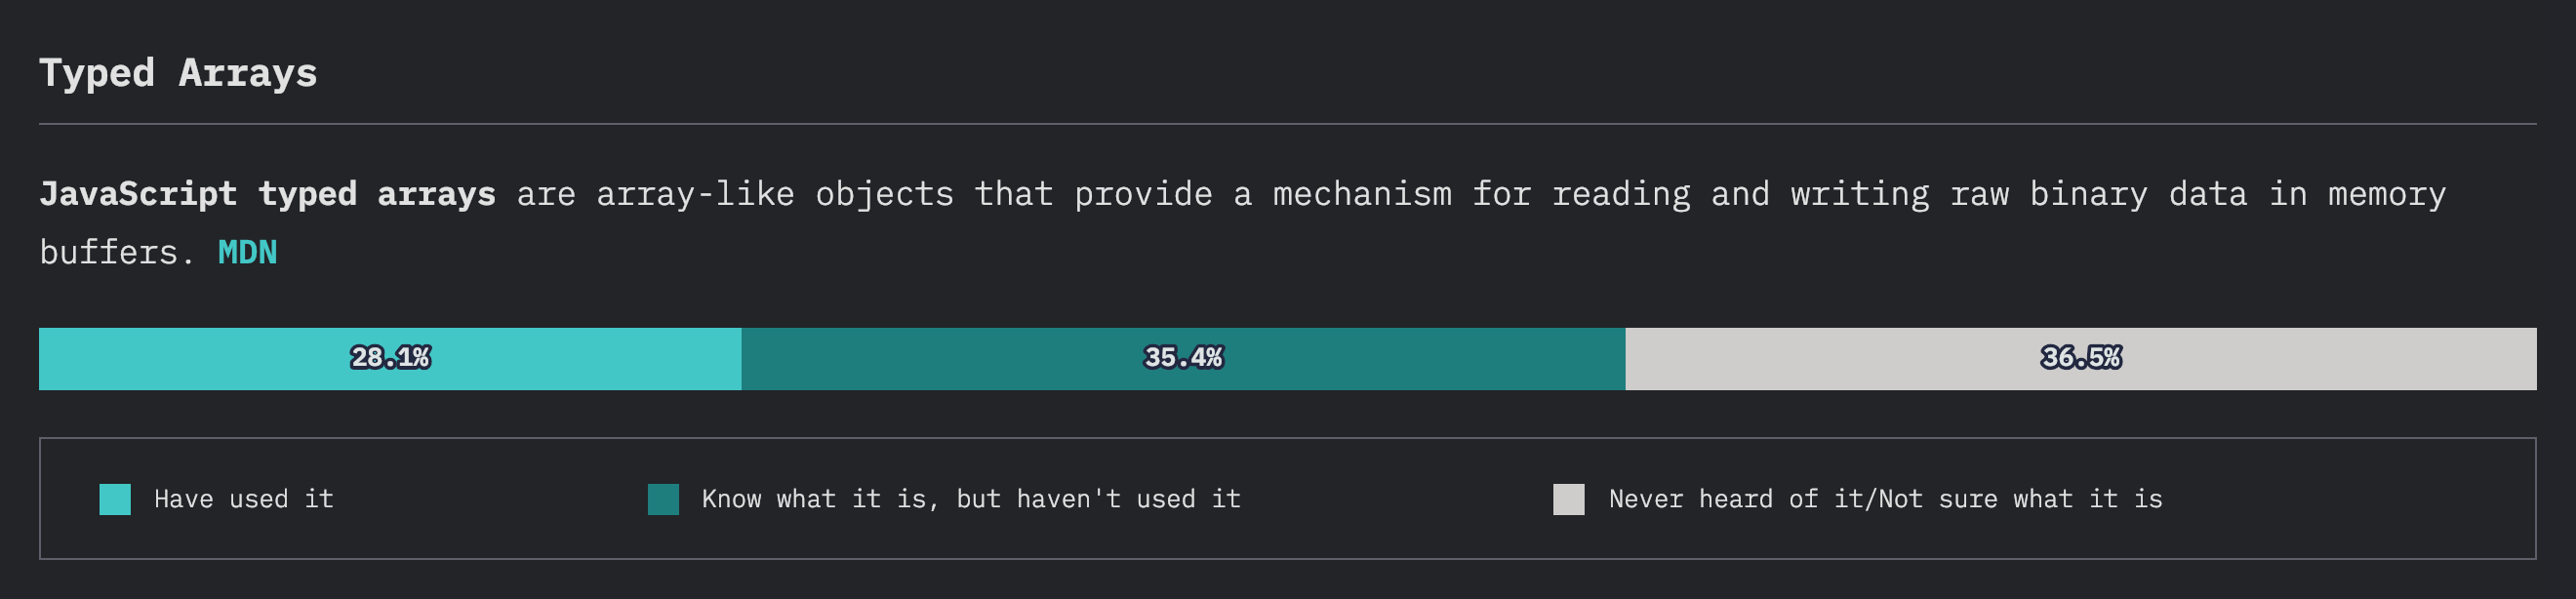 Typed Arrays
JavaScript typed arrays are array-like objects that provide a mechanism for reading and writing raw binary data in memory
buffers. MDN
28.1% 35.4% 36.5%
Have used it Know what it is, but haven't used it Never heard of it/Not sure what it is